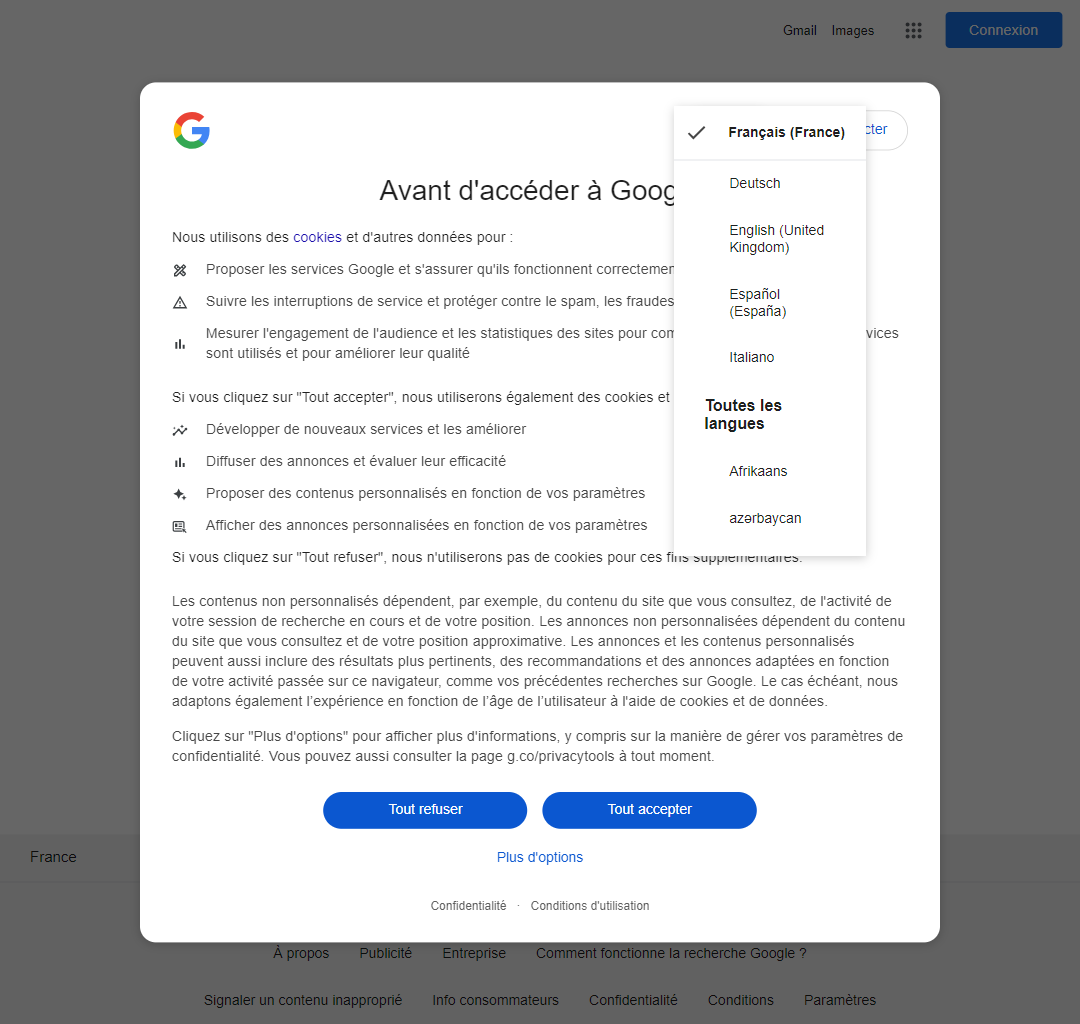 Gmail Images Connexion
Français (France)
Deutsch
English (United
Kingdom)
Español
(España)
Italiano
Toutes les
langues
Afrikaans
azərbaycan
Avant d'accéder à
Nous utilisons des cookies et d'autres données pour :
Proposer les services Google et s'assurer qu'ils fonctionnent
Suivre les interruptions de service et protéger contre le spam, les fraudes
Mesurer l'engagement de l'audience et les statistiques des sites pour
sont utilisés et pour améliorer leur qualité
Si vous cliquez sur "Tout accepter", nous utiliserons également des cookies et
Développer de nouveaux services et les améliorer
Diffuser des annonces et évaluer leur efficacité
Proposer des contenus personnalisés en fonction de vos paramètres
Afficher des annonces personnalisées en fonction de vos paramètres
Si vous cliquez sur "Tout refuser", nous n'utiliserons pas de cookies pour ces fins supplémentaires.
Les contenus non personnalisés dépendent, par exemple, du contenu du site que vous consultez, de l'activité de
votre session de recherche en cours et de votre position. Les annonces non personnalisées dépendent du contenu
du site que vous consultez et de votre position approximative. Les annonces et les contenus personnalisés
peuvent aussi inclure des résultats plus pertinents, des recommandations et des annonces adaptées en fonction
de votre activité passée sur ce navigateur, comme vos précédentes recherches sur Google. Le cas échéant, nous
adaptons également l’expérience en fonction de l’âge de l’utilisateur à l'aide de cookies et de données.
Cliquez sur "Plus d'options" pour afficher plus d'informations, y compris sur la manière de gérer vos paramètres de
confidentialité. Vous pouvez aussi consulter la page g.co/privacytools à tout moment.
Tout refuser Tout accepter
Plus d'options
France
Confidentialité · Conditions d'utilisation
À propos Publicité Entreprise Comment fonctionne la recherche Google ?
Signaler un contenu inapproprié Info consommateurs Confidentialité Conditions Paramètres